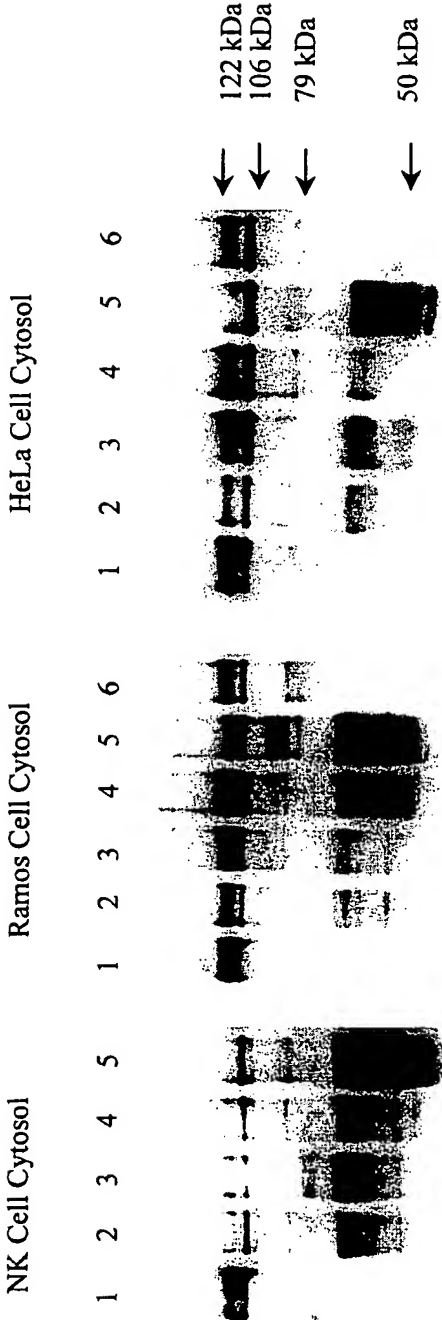 NK Cell Cytosol
1 2 3 4 5
Ramos Cell Cytosol
1 2 3 4 5 6
HeLa Cell Cytosol
1 2 3 4 5 6
122 kDa
106 kDa
79 kDa
50 kDa